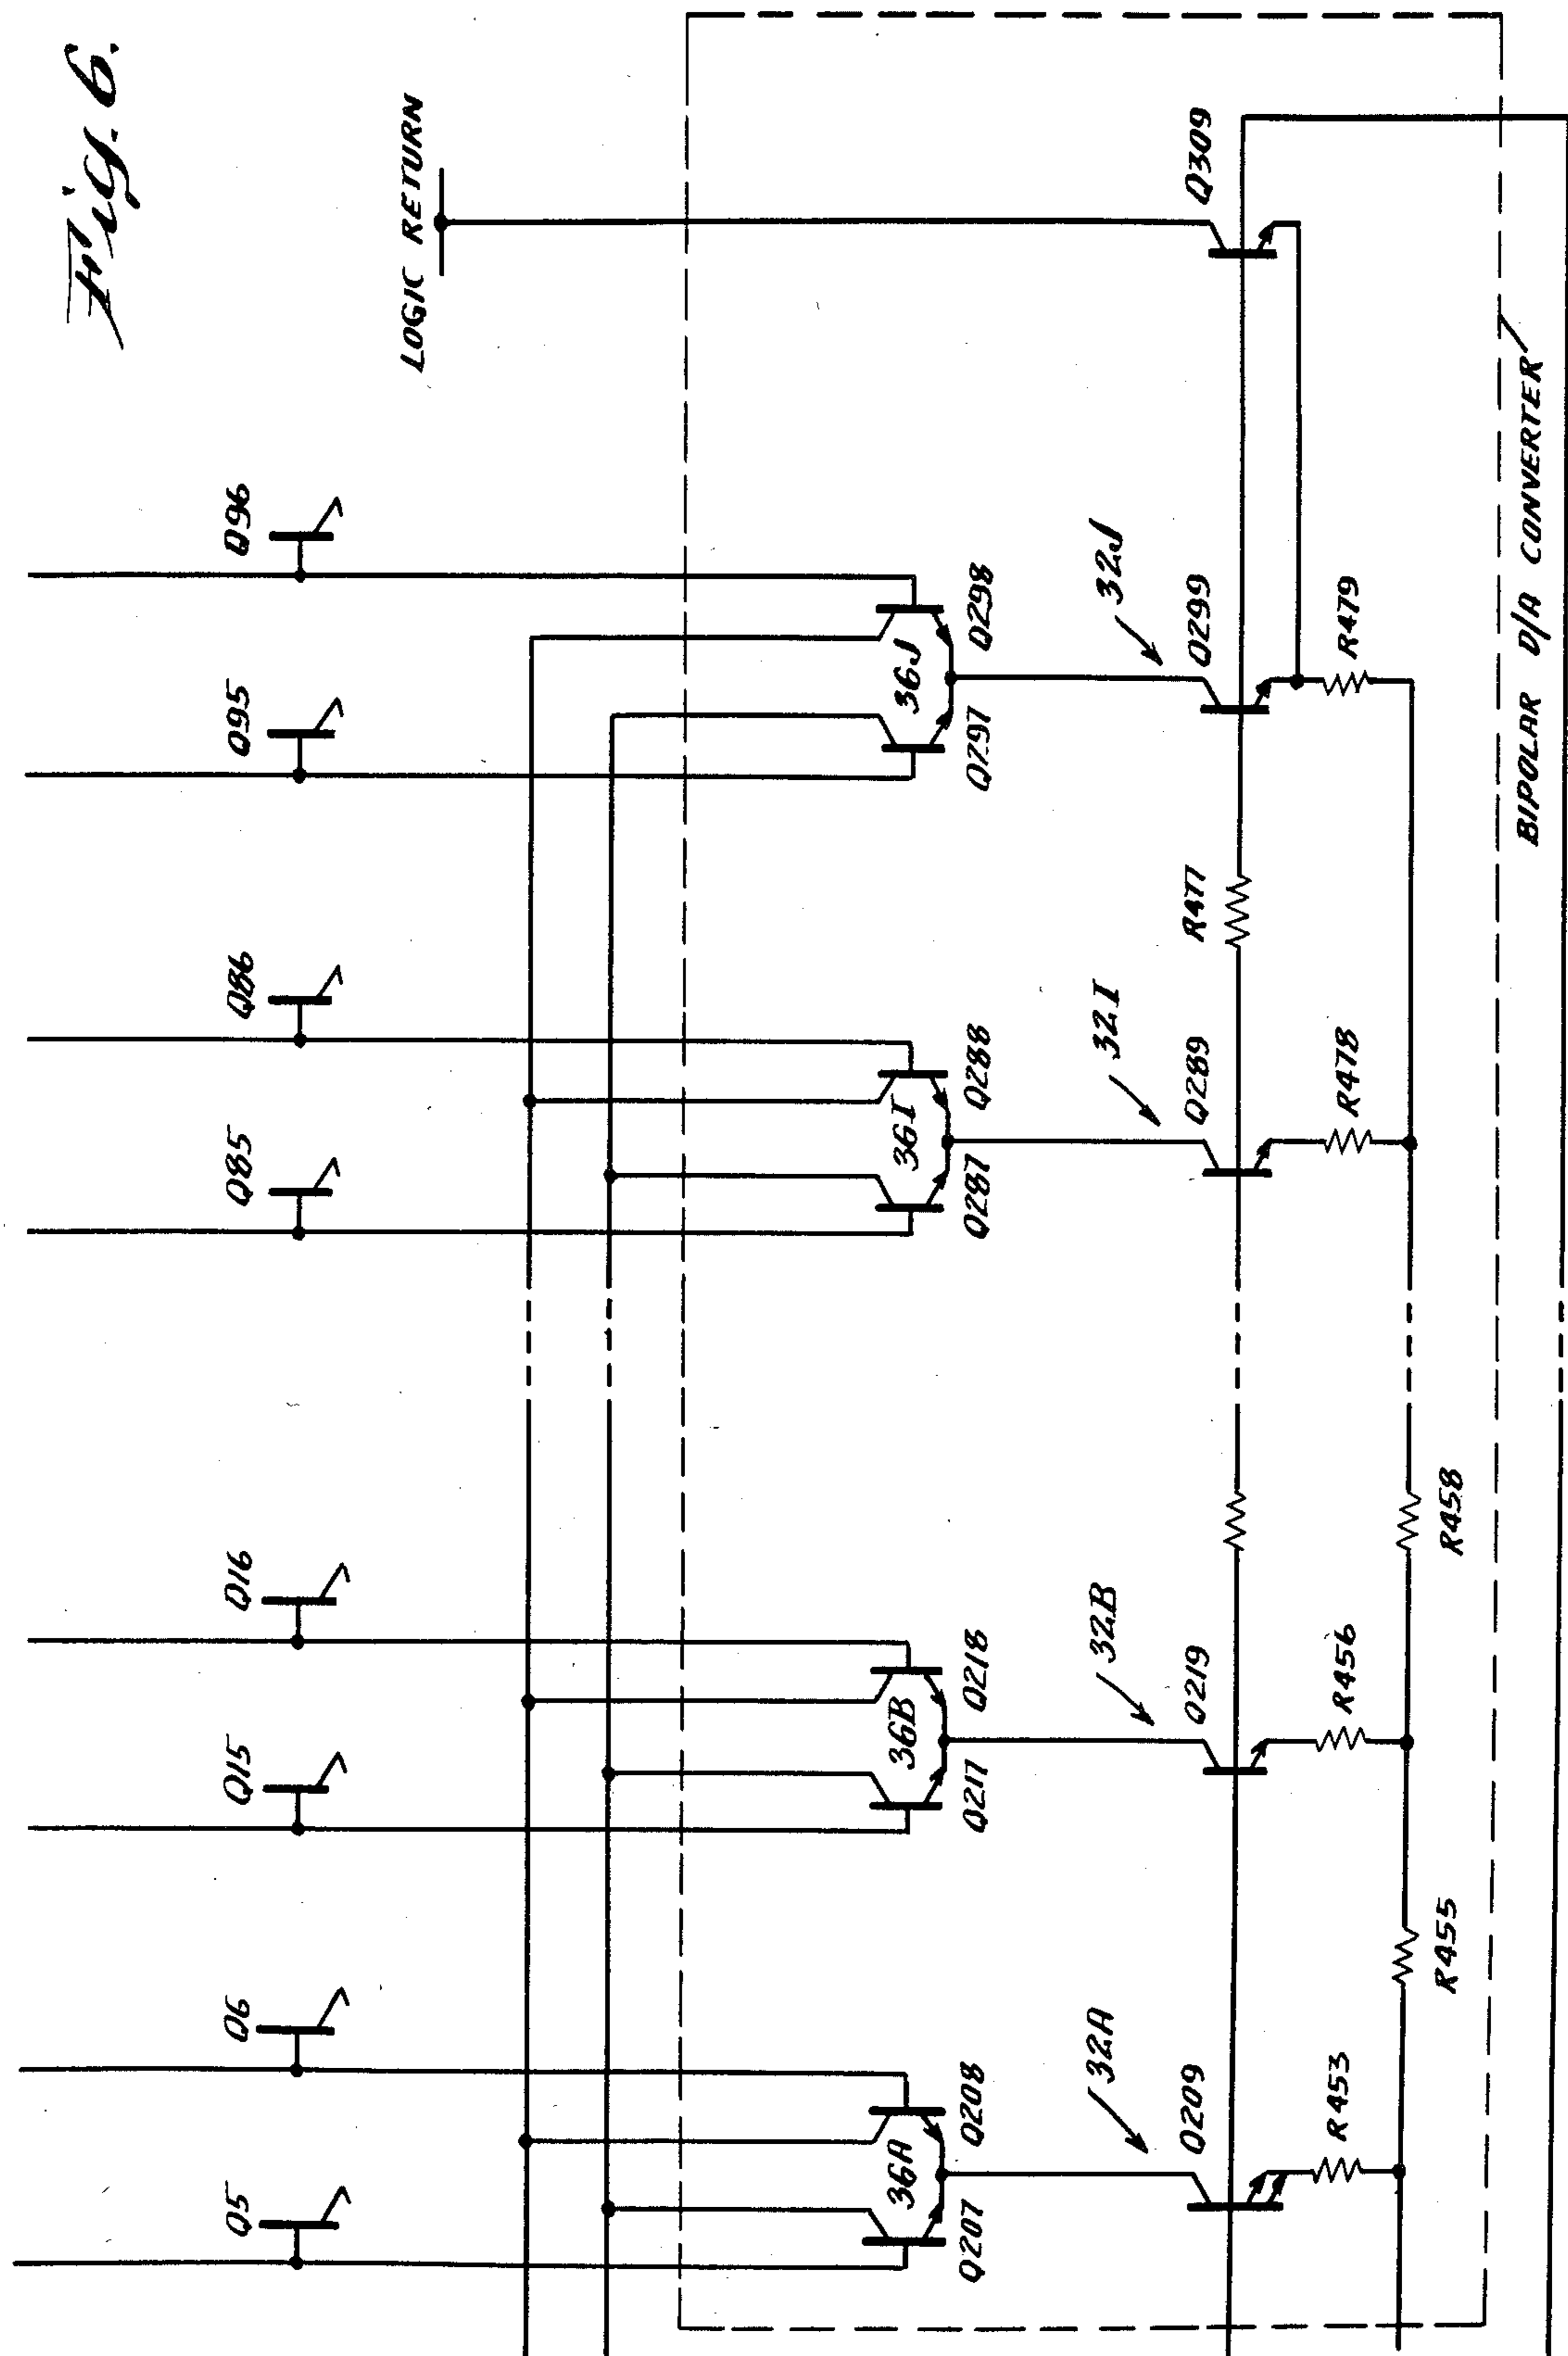 Fig. 6.
LOGIC RETURN
Q5
Q6
Q15
Q16
Q85
Q86
Q95
Q96
36A
36B
36I
36J
Q207
Q208
Q217
Q218
Q287
Q288
Q297
Q298
32A
32B
32I
32J
Q209
Q219
Q289
R477
Q299
Q309
R453
R456
R478
R479
R455
R458
BIPOLAR D/A CONVERTER